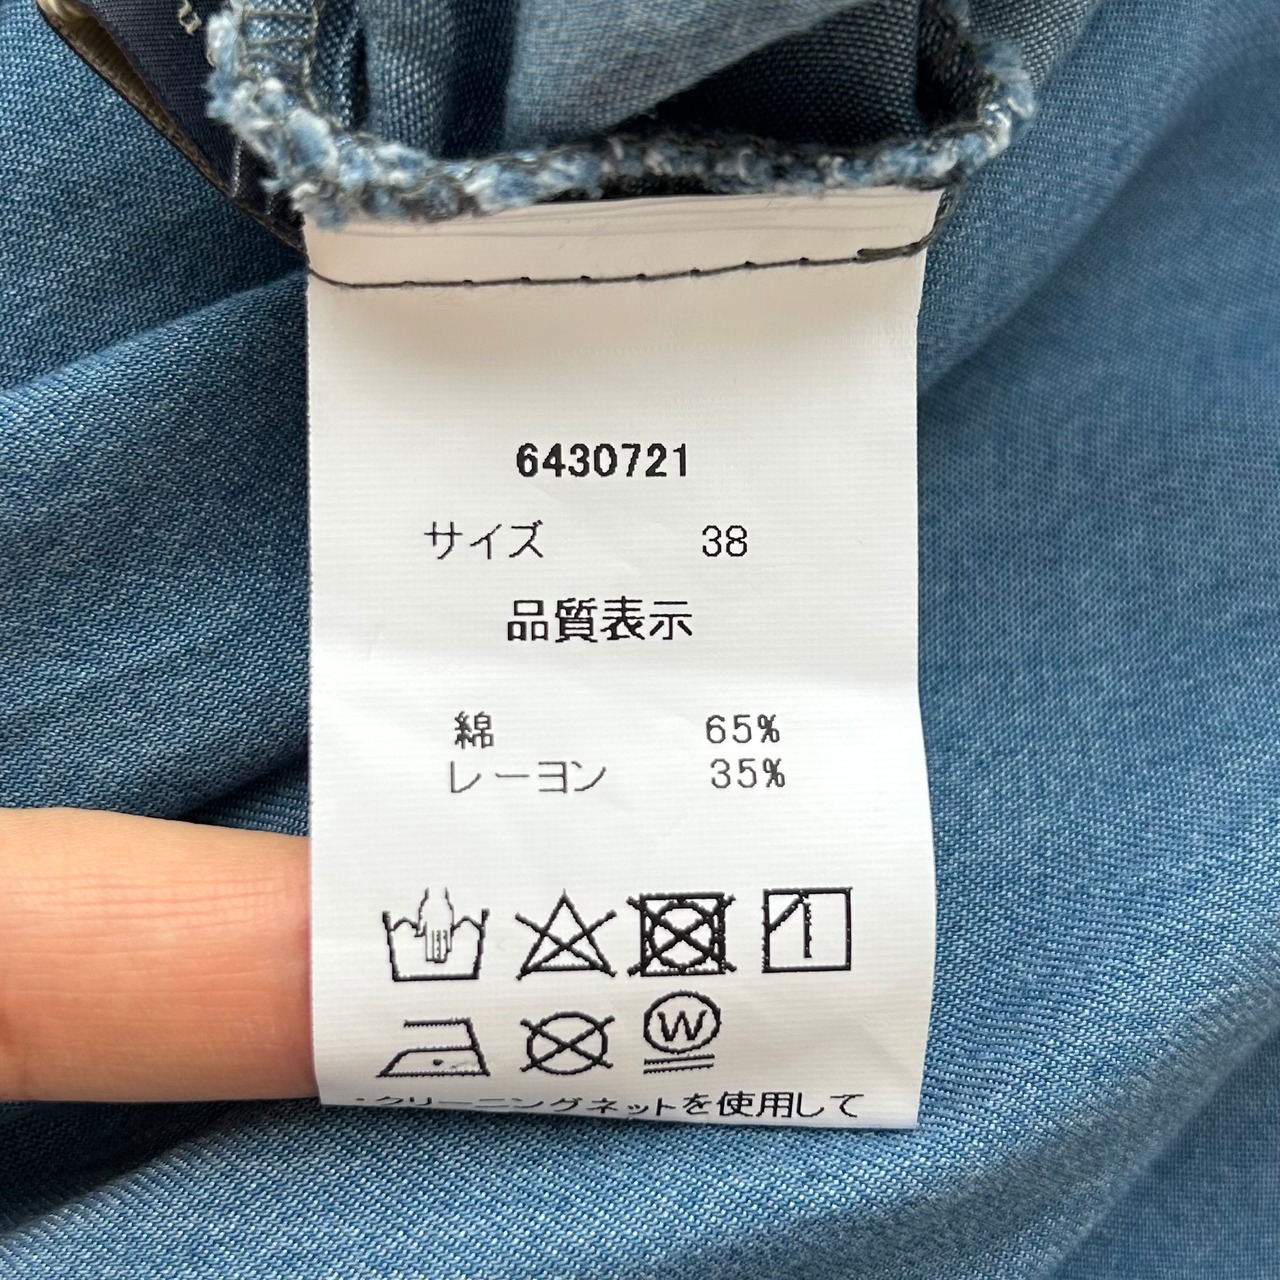 6430721
サイズ 38
品質表示
綿 65%
レーヨン 35%
W
・クリーニングネットを使用して